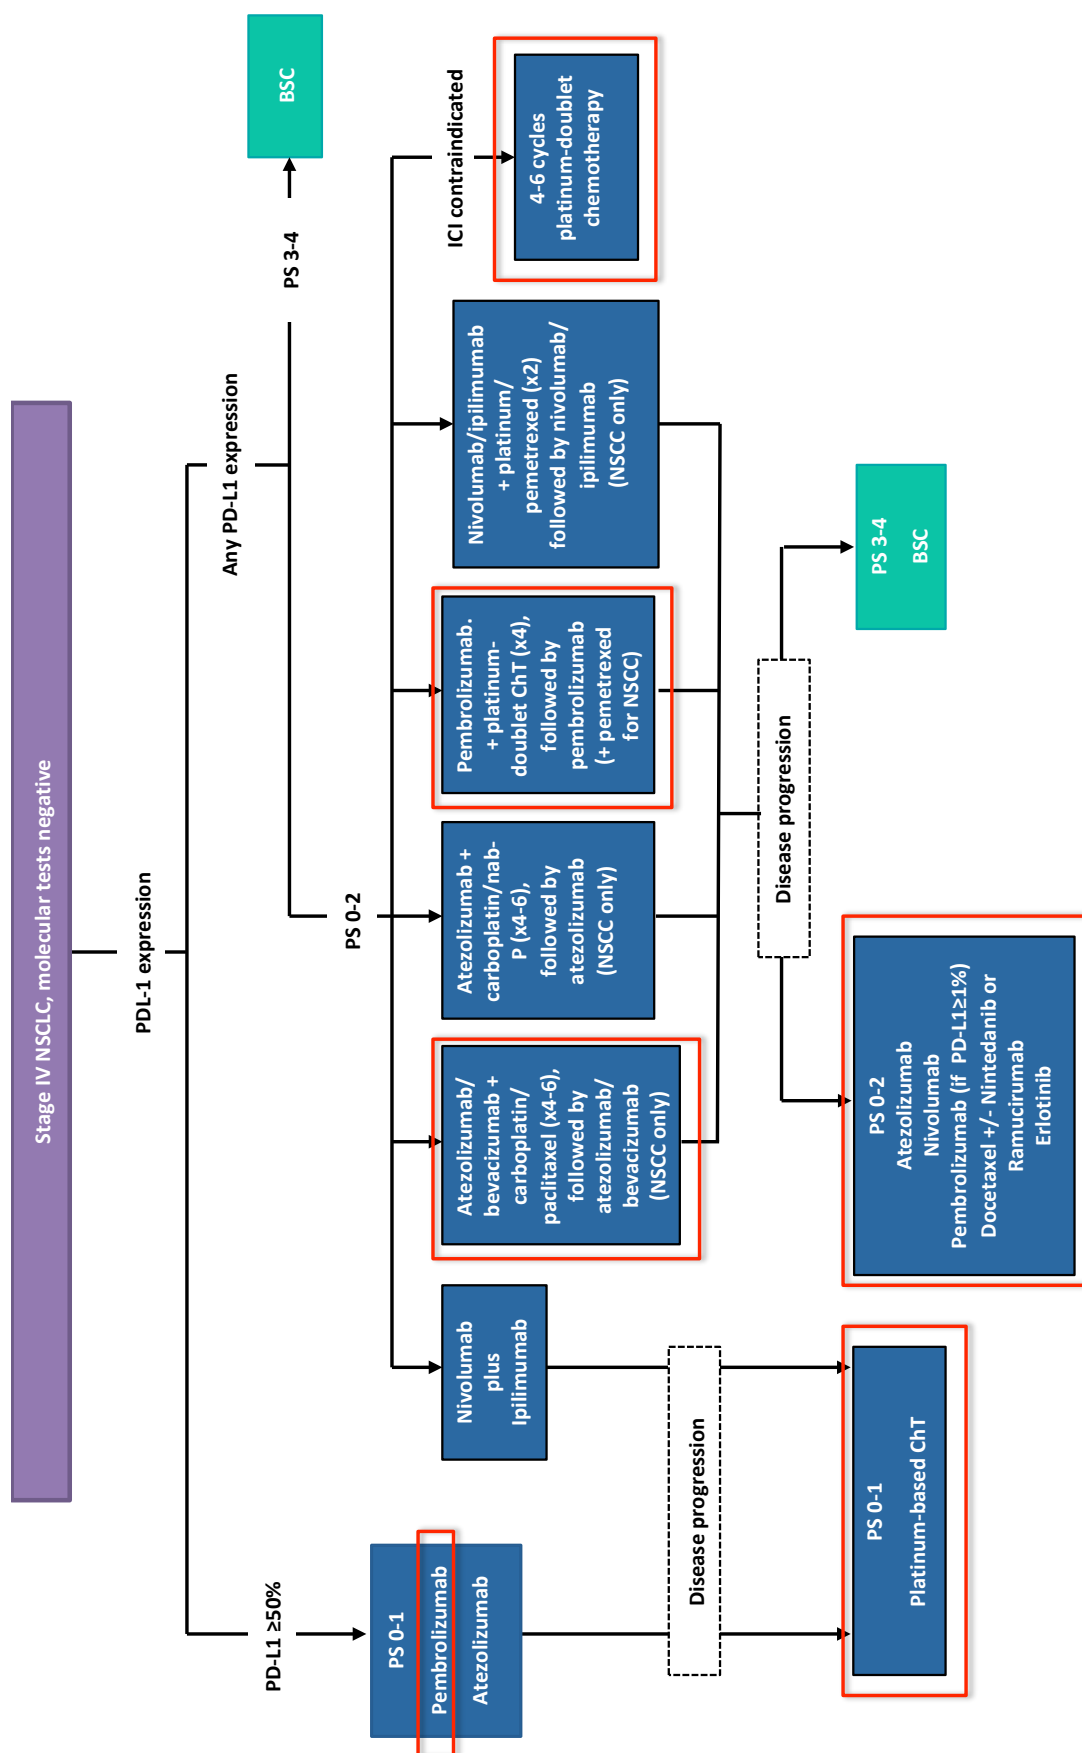 Stage IV NSCLC, molecular tests negative
PDL-1 expression
PD-L1 ≥50%
Any PD-L1 expression
PS 3-4
BSC
PS 0-2
PS 0-1
Pembrolizumab
Atezolizumab
Nivolumab
plus
Ipilimumab
Atezolizumab/
bevacizumab +
carboplatin/
paclitaxel (x4-6),
followed by
atezolizumab/
bevacizumab
(NSCC only)
Atezolizumab +
carboplatin/nab-
P (x4-6),
followed by
atezolizumab
(NSCC only)
Pembrolizumab.
+ platinum-
doublet ChT (x4),
followed by
pembrolizumab
(+ pemetrexed
for NSCC)
Nivolumab/ipilimumab
+ platinum/
pemetrexed (x2)
followed by nivolumab/
ipilimumab
(NSCC only)
ICI contraindicated
4-6 cycles
platinum-doublet
chemotherapy
Disease progression
Disease progression
PS 0-1
Platinum-based ChT
PS 0-2
Atezolizumab
Nivolumab
Pembrolizumab (if PD-L1≥1%)
Docetaxel +/- Nintedanib or
Ramucirumab
Erlotinib
PS 3-4
BSC